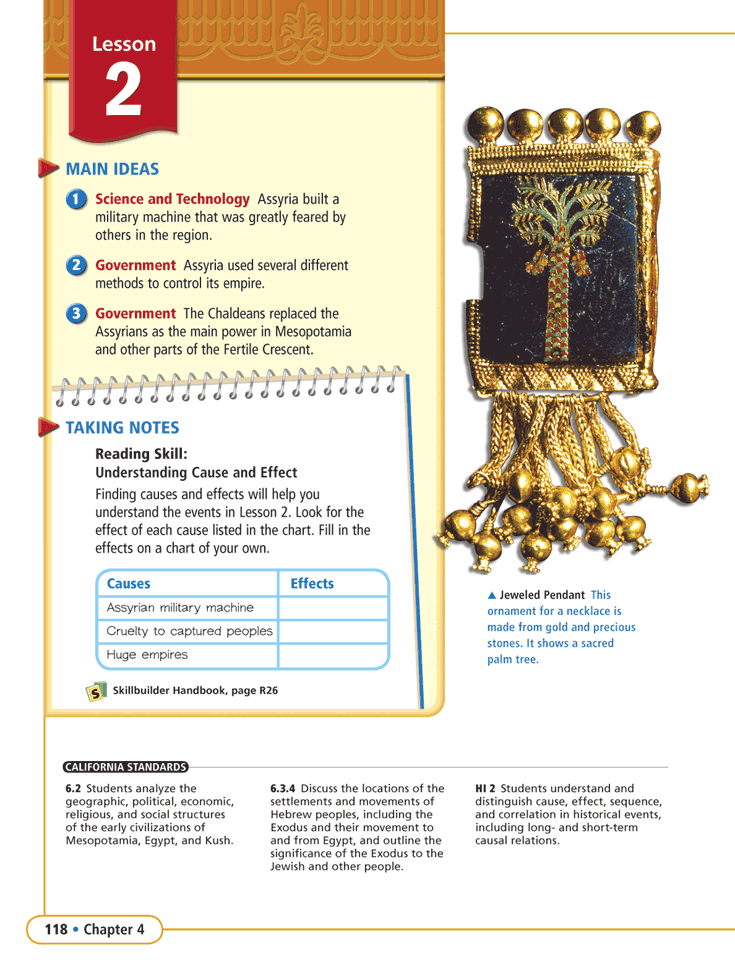 Lesson
2
MAIN IDEAS
1 Science and Technology Assyria built a
military machine that was greatly feared by
others in the region.
2 Government Assyria used several different
methods to control its empire.
3 Government The Chaldeans replaced the
Assyrians as the main power in Mesopotamia
and other parts of the Fertile Crescent.
TAKING NOTES
Reading Skill:
Understanding Cause and Effect
Finding causes and effects will help you
understand the events in Lesson 2. Look for the
effect of each cause listed in the chart. Fill in the
effects on a chart of your own.
Causes Effects
Assyrian military machine
Cruelty to captured peoples
Huge empires
S Skillbuilder Handbook, page R26
▲ Jeweled Pendant This
ornament for a necklace is
made from gold and precious
stones. It shows a sacred
palm tree.
CALIFORNIA STANDARDS
6.2 Students analyze the
geographic, political, economic,
religious, and social structures
of the early civilizations of
Mesopotamia, Egypt, and Kush.
6.3.4 Discuss the locations of the
settlements and movements of
Hebrew peoples, including the
Exodus and their movement to
and from Egypt, and outline the
significance of the Exodus to the
Jewish and other people.
HI 2 Students understand and
distinguish cause, effect, sequence,
and correlation in historical events,
including long- and short-term
causal relations.
118 • Chapter 4